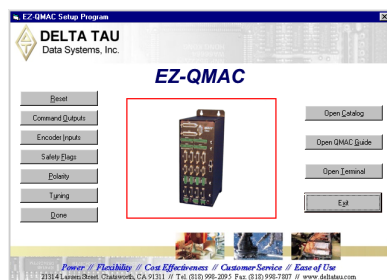 EZ-QMAC Setup Program
DELTA TAU
Data Systems, Inc.
EZ-QMAC
Reset
Command Outputs
Encoder Inputs
Safety Flags
Polarity
Tuning
Done
Open Catalog
Open QMAC Guide
Open Terminal
Exit
Power // Flexibility // Cost Effectiveness // Customer Service // Ease of Use
21314 Lassen Street Chatsworth, CA 91311 // Tel. (818) 998-2095 Fax. (818) 998-7807 // www.deltatau.com